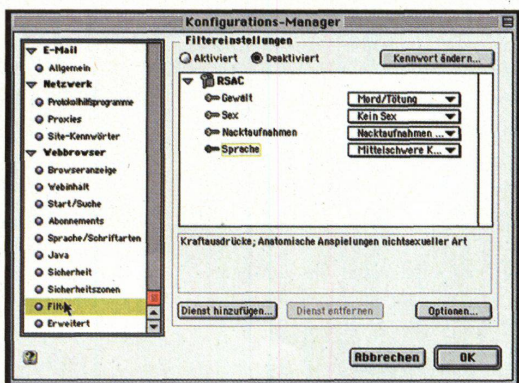 Konfigurations-Manager
E-Mail
Allgemein
Netzwerk
Protokollhilfsprogramme
Proxies
Site-Kennwörter
Webbrowser
Browseranzeige
Webinhalt
Start/Suche
Abonnements
Sprache/Schriftarten
Java
Sicherheit
Sicherheitszonen
Filter
Erweitert
Filtereinstellungen
Aktiviert Deaktiviert Kennwort ändern...
RSAC
Gewalt Mord/Tötung
Sex Kein Sex
Nacktaufnahmen Nacktaufnahmen ...
Sprache Mittelschwere K...
Kraftausdrücke; Anatomische Anspielungen nichtsexueller Art
Dienst hinzufügen... Dienst entfernen Optionen...
? Abbrechen OK